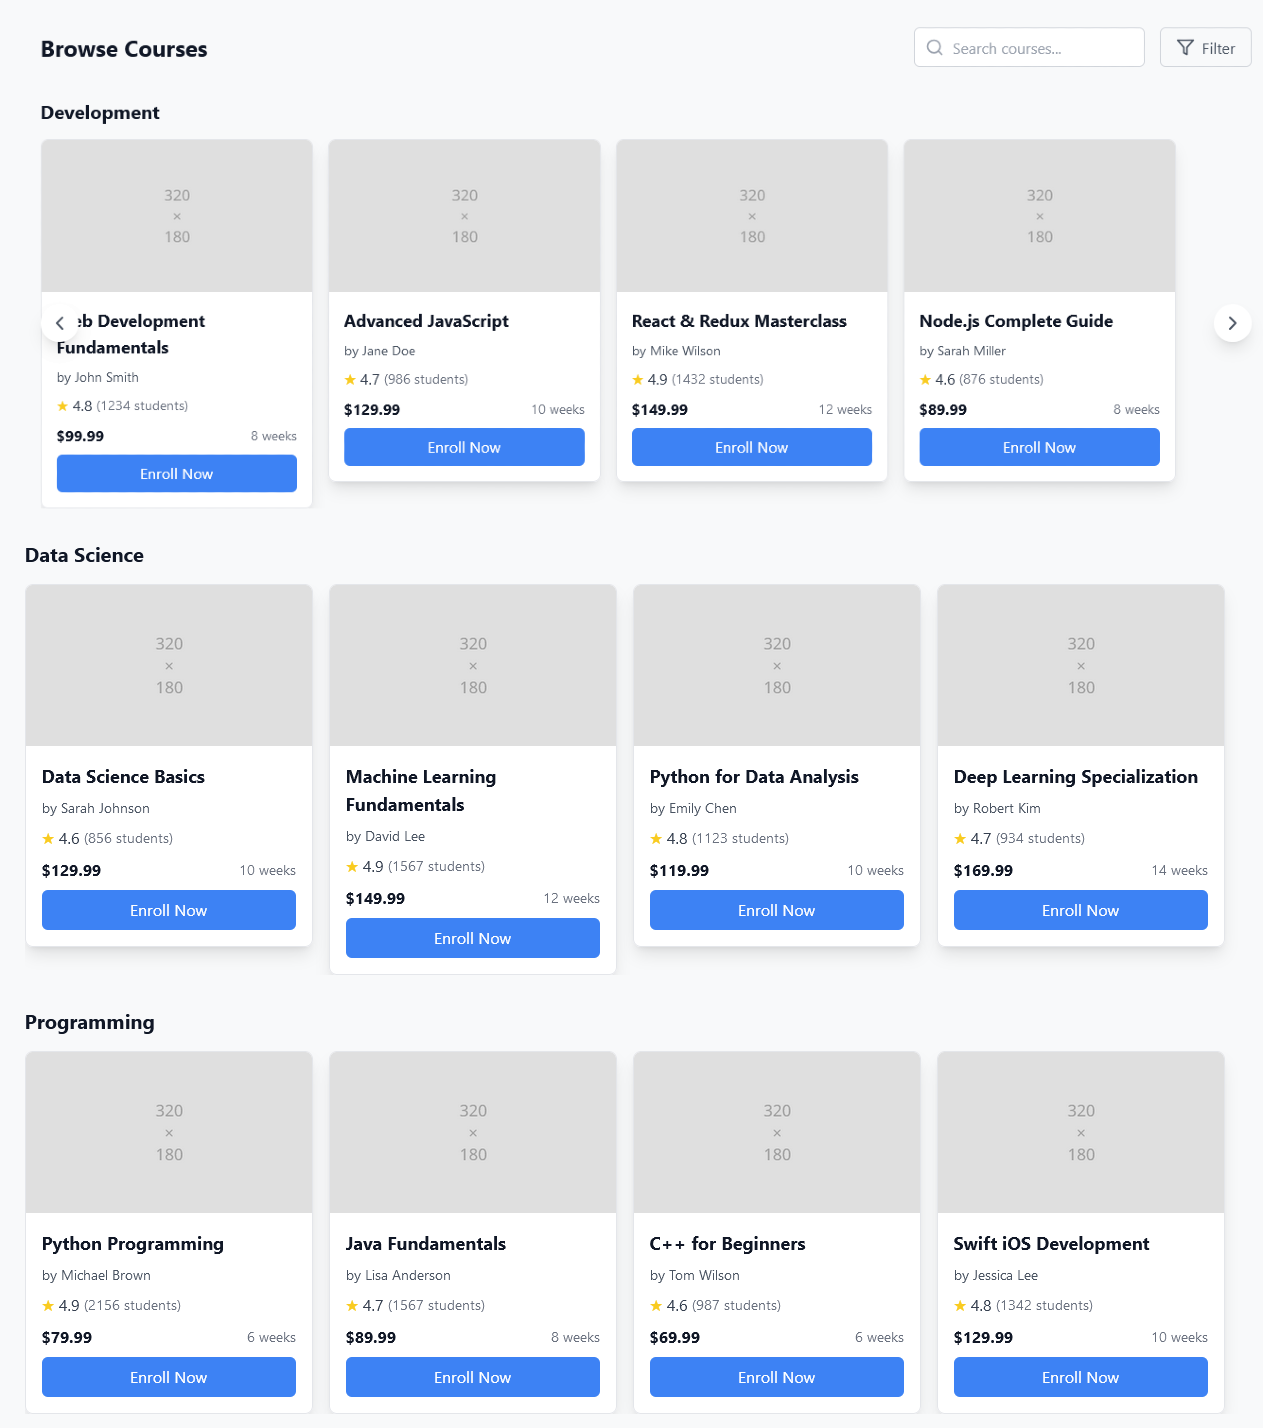 Browse Courses
Search courses...
Filter
Development
320
×
180
eb Development
Fundamentals
by John Smith
★ 4.8 (1234 students)
$99.99 8 weeks
Enroll Now
320
×
180
Advanced JavaScript
by Jane Doe
★ 4.7 (986 students)
$129.99 10 weeks
Enroll Now
320
×
180
React & Redux Masterclass
by Mike Wilson
★ 4.9 (1432 students)
$149.99 12 weeks
Enroll Now
320
×
180
Node.js Complete Guide
by Sarah Miller
★ 4.6 (876 students)
$89.99 8 weeks
Enroll Now
Data Science
320
×
180
Data Science Basics
by Sarah Johnson
★ 4.6 (856 students)
$129.99 10 weeks
Enroll Now
320
×
180
Machine Learning
Fundamentals
by David Lee
★ 4.9 (1567 students)
$149.99 12 weeks
Enroll Now
320
×
180
Python for Data Analysis
by Emily Chen
★ 4.8 (1123 students)
$119.99 10 weeks
Enroll Now
320
×
180
Deep Learning Specialization
by Robert Kim
★ 4.7 (934 students)
$169.99 14 weeks
Enroll Now
Programming
320
×
180
Python Programming
by Michael Brown
★ 4.9 (2156 students)
$79.99 6 weeks
Enroll Now
320
×
180
Java Fundamentals
by Lisa Anderson
★ 4.7 (1567 students)
$89.99 8 weeks
Enroll Now
320
×
180
C++ for Beginners
by Tom Wilson
★ 4.6 (987 students)
$69.99 6 weeks
Enroll Now
320
×
180
Swift iOS Development
by Jessica Lee
★ 4.8 (1342 students)
$129.99 10 weeks
Enroll Now